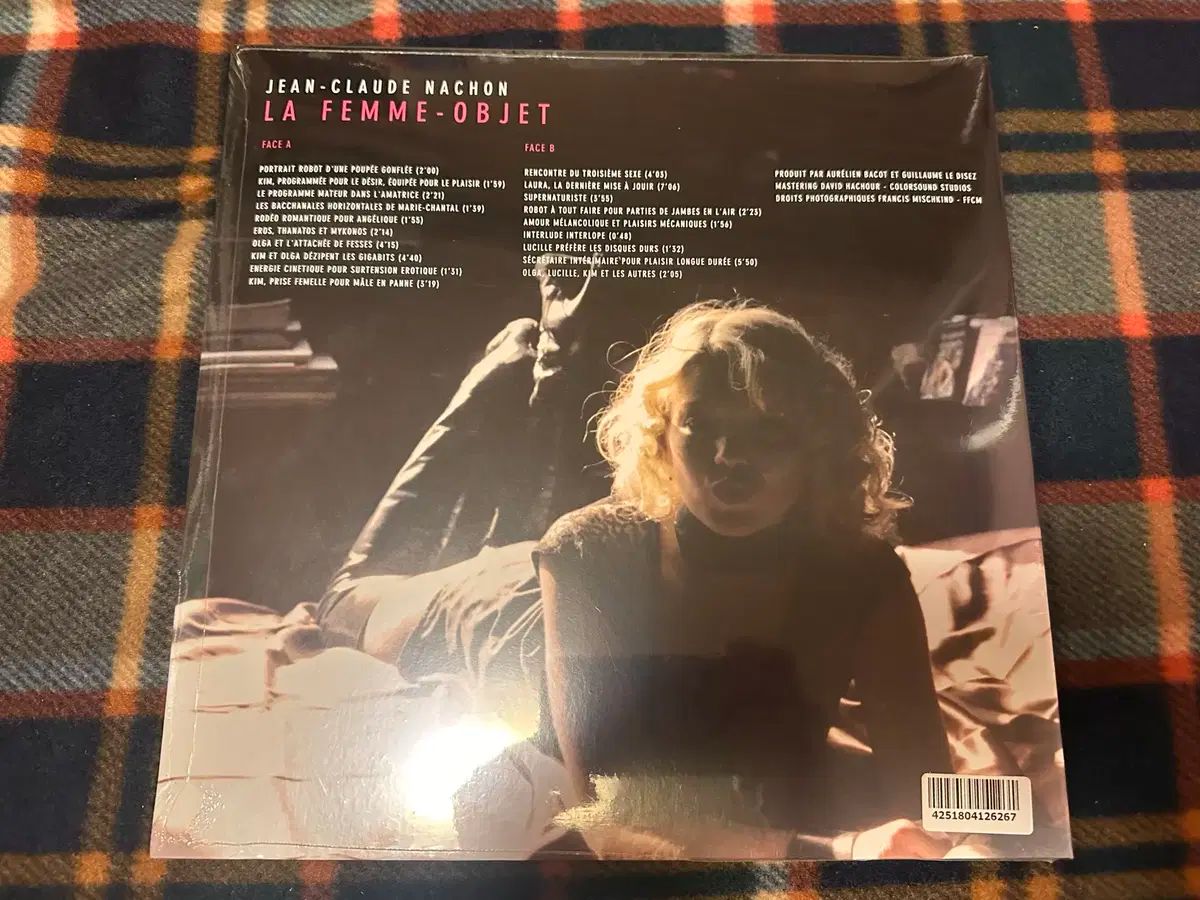 JEAN-CLAUDE NACHON
LA FEMME-OBJET
FACE A
PORTRAIT ROBOT D'UNE POUPÉE GONFLÉE (2'00)
KIM, PROGRAMMÉE POUR LE DÉSIR, ÉQUIPÉE POUR LE PLAISIR (1'59)
LE PROGRAMME MATEUR DANS L'AMATRICE (2'21)
LES BACCHANALES HORIZONTALES DE MARIE-CHANTAL (1'39)
RODÉO ROMANTIQUE POUR ANGÉLIQUE (1'55)
EROS, THANATOS ET MYKONOS (2'14)
OLGA ET L'ATTACHÉE DE FESSES (4'15)
KIM ET OLGA DÉZIPENT LES GIGABITS (4'40)
ENERGIE CINETIQUE POUR SURTENSION EROTIQUE (1'31)
KIM, PRISE FEMELLE POUR MÂLE EN PANNE (3'19)
FACE B
RENCONTRE DU TROISIÈME SEXE (4'05)
LAURA, LA DERNIÈRE MISE À JOUIR (7'06)
SUPERNATURISTE (3'55)
ROBOT À TOUT FAIRE POUR PARTIES DE JAMBES EN L'AIR (2'23)
AMOUR MÉLANCOLIQUE ET PLAISIRS MÉCANIQUES (1'56)
INTERLUDE INTERLOPE (0'48)
LUCILLE PRÉFÈRE LES DISQUES DURS (1'32)
SÉCRÉTAIRE INTÉRIMAIRE POUR PLAISIR LONGUE DURÉE (5'50)
OLGA, LUCILLE, KIM ET LES AUTRES (2'05)
PRODUIT PAR AURÉLIEN BACOT ET GUILLAUME LE DISEZ
MASTERING DAVID HACHOUR - COLORSOUND STUDIOS
DROITS PHOTOGRAPHIQUES FRANCIS MISCHKIND - FFCM
4251804126267